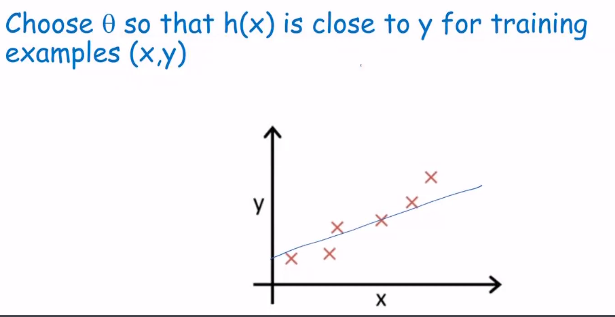 Choose θ so that h(x) is close to y for training
examples (x,y)
y
x